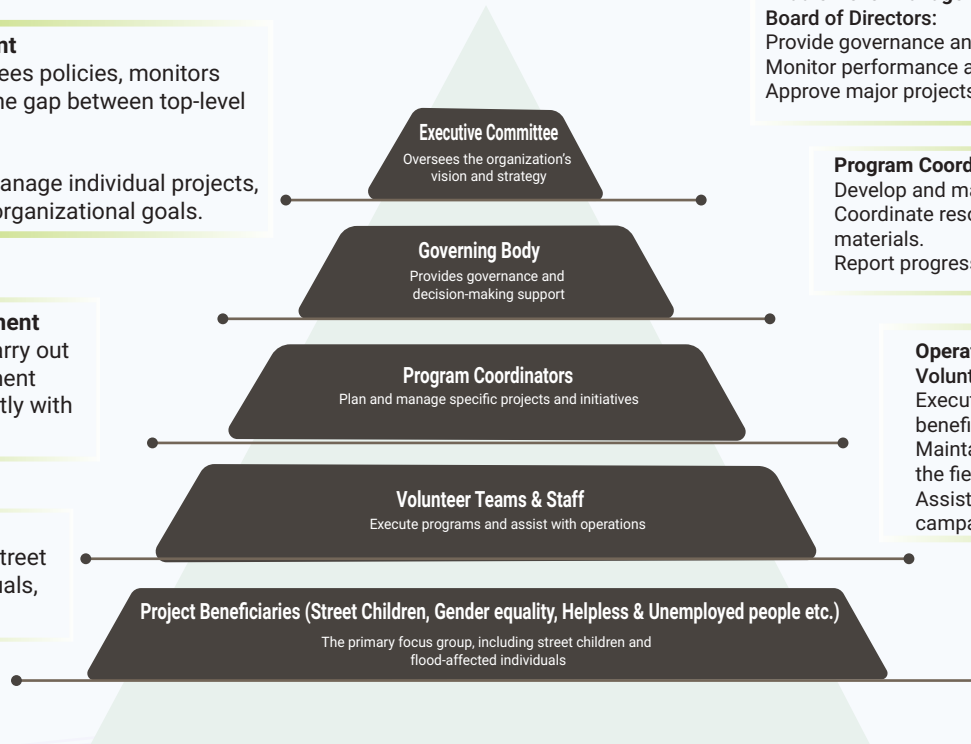 nt
ees policies, monitors
he gap between top-level
anage individual projects,
organizational goals.
ment
arry out
ment
tly with
treet
uals,
Executive Committee
Oversees the organization's
vision and strategy
Governing Body
Provides governance and
decision-making support
Program Coordinators
Plan and manage specific projects and initiatives
Volunteer Teams & Staff
Execute programs and assist with operations
Project Beneficiaries (Street Children, Gender equality, Helpless & Unemployed people etc.)
The primary focus group, including street children and
flood-affected individuals
Board of Directors:
Provide governance an
Monitor performance a
Approve major projects
Program Coord
Develop and ma
Coordinate reso
materials.
Report progress
Opera
Volunt
Execut
benefi
Mainta
the fie
Assist
campa